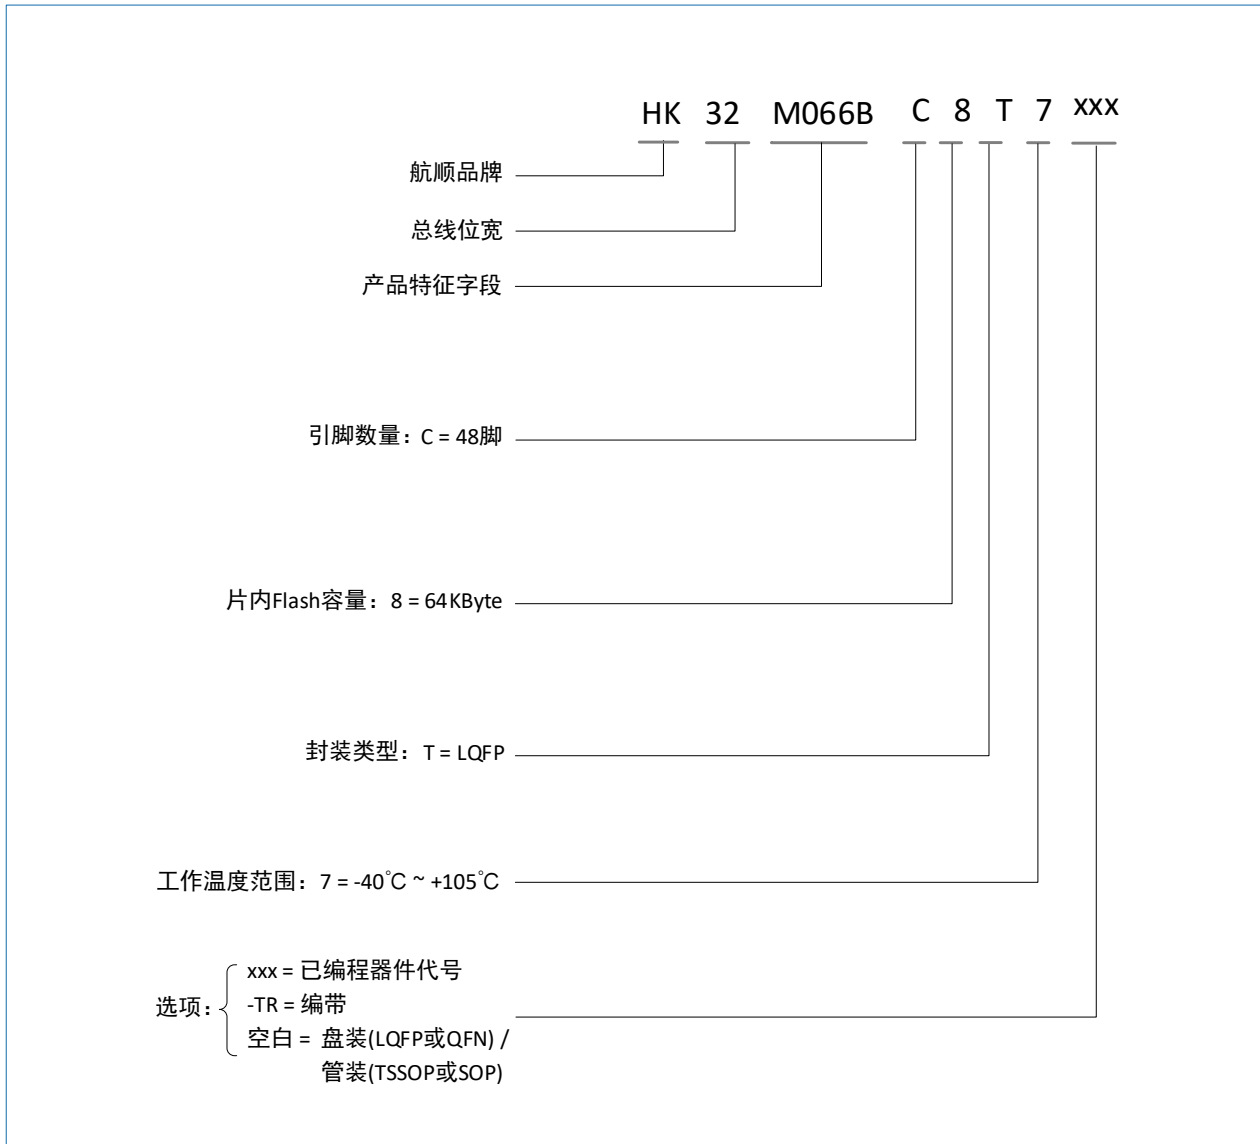 HK 32 M066B C 8 T 7 xxx
航顺品牌
总线位宽
产品特征字段
引脚数量：C = 48脚
片内Flash容量：8 = 64KByte
封装类型：T = LQFP
工作温度范围：7 = -40℃ ~ +105℃
选项：
xxx = 已编程器件代号
-TR = 编带
空白 = 盘装(LQFP或QFN) /
管装(TSSOP或SOP)